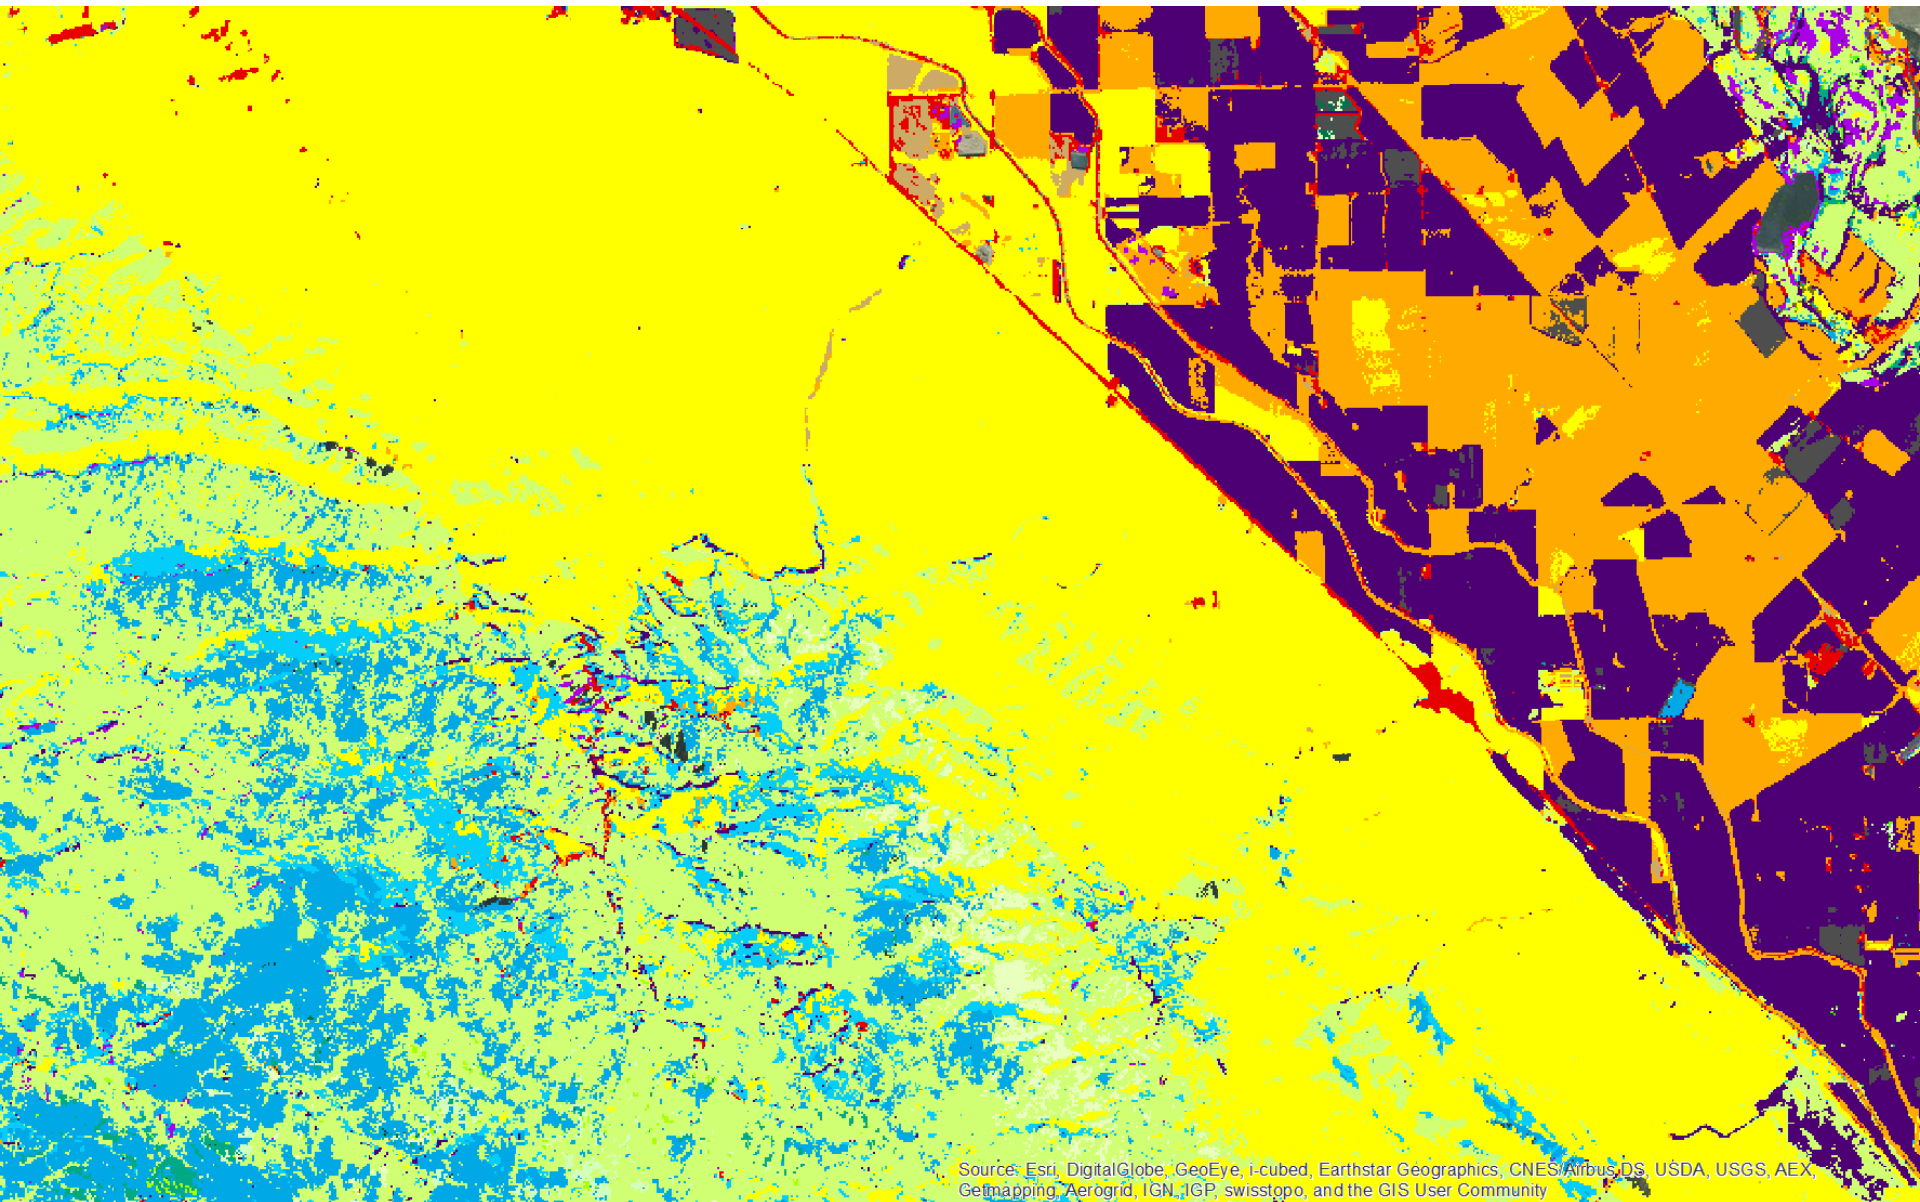 Source: Esri, DigitalGlobe, GeoEye, i-cubed, Earthstar Geographics, CNES/Airbus DS, USDA, USGS, AEX,
Getmapping, Aerogrid, IGN, IGP, swisstopo, and the GIS User Community